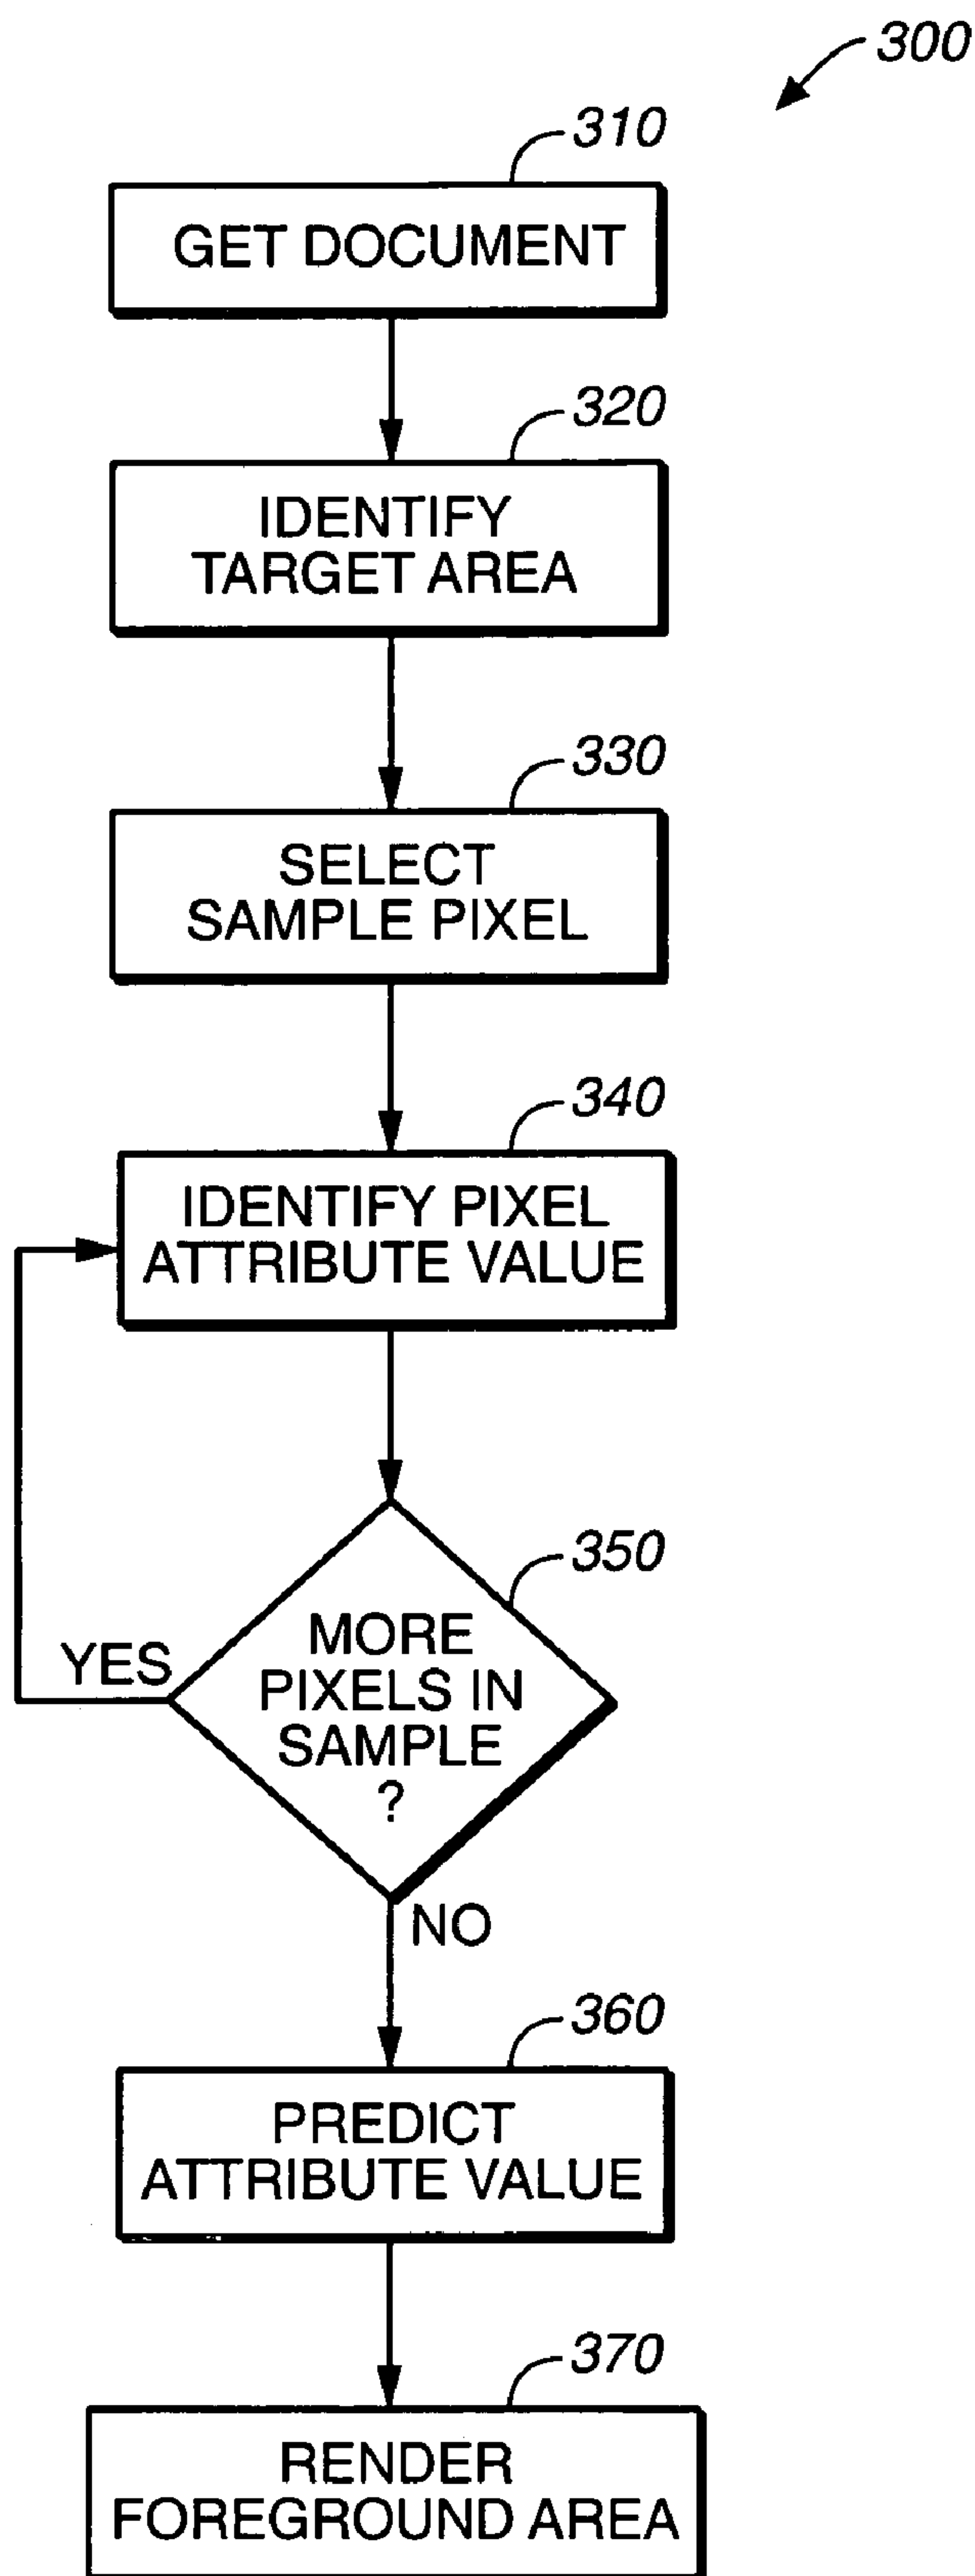 300
310
GET DOCUMENT
320
IDENTIFY
TARGET AREA
330
SELECT
SAMPLE PIXEL
340
IDENTIFY PIXEL
ATTRIBUTE VALUE
350
MORE
PIXELS IN
SAMPLE
?
YES
NO
360
PREDICT
ATTRIBUTE VALUE
370
RENDER
FOREGROUND AREA